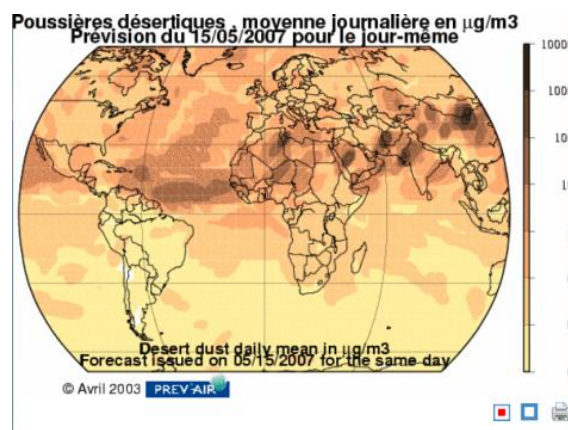 Poussières désertiques , moyenne journalière en µg/m3
Prévision du 15/05/2007 pour le jour-même
1000
100
10
1
Desert dust daily mean in µg/m3
Forecast issued on 05/15/2007 for the same day
© Avril 2003 PREV'AIR